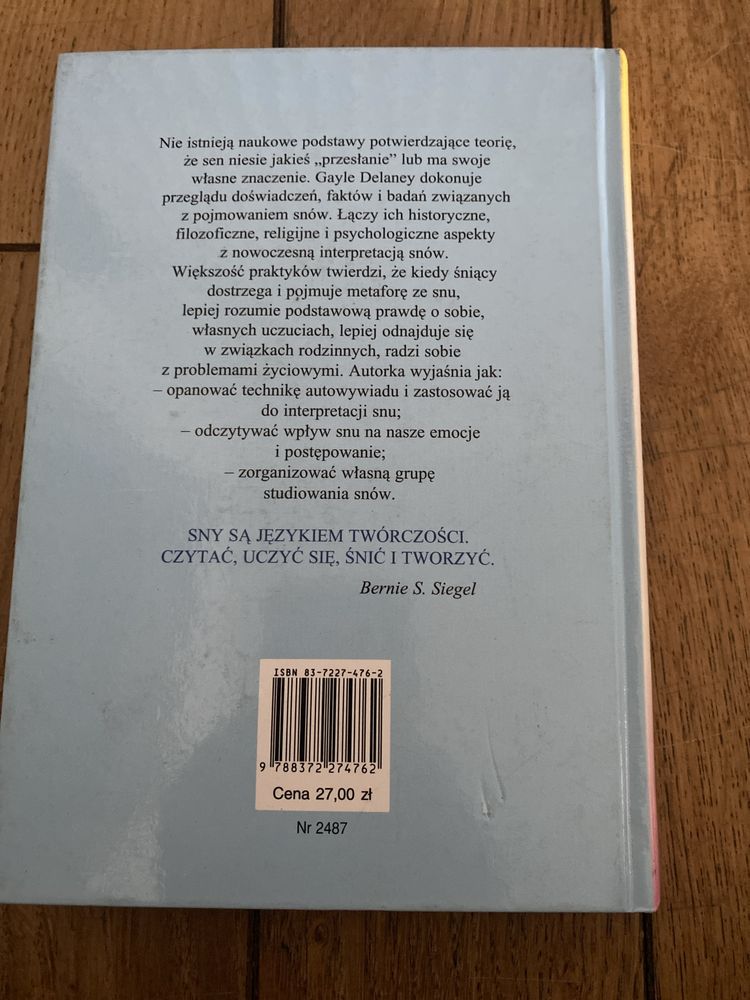 Nie istnieją naukowe podstawy potwierdzające teorię,
że sen niesie jakieś „przesłanie” lub ma swoje
własne znaczenie. Gayle Delaney dokonuje
przeglądu doświadczeń, faktów i badań związanych
z pojmowaniem snów. Łączy ich historyczne,
filozoficzne, religijne i psychologiczne aspekty
z nowoczesną interpretacją snów.
Większość praktyków twierdzi, że kiedy śniący
dostrzega i pojmuje metaforę ze snu,
lepiej rozumie podstawową prawdę o sobie,
własnych uczuciach, lepiej odnajduje się
w związkach rodzinnych, radzi sobie
z problemami życiowymi. Autorka wyjaśnia jak:
– opanować technikę autowywiadu i zastosować ją
do interpretacji snu;
– odczytywać wpływ snu na nasze emocje
i postępowanie;
– zorganizować własną grupę
studiowania snów.
SNY SĄ JĘZYKIEM TWÓRCZOŚCI.
CZYTAĆ, UCZYĆ SIĘ, ŚNIĆ I TWORZYĆ.
Bernie S. Siegel
ISBN 83-7227-476-2
9 788372 274762
Cena 27,00 zł
Nr 2487